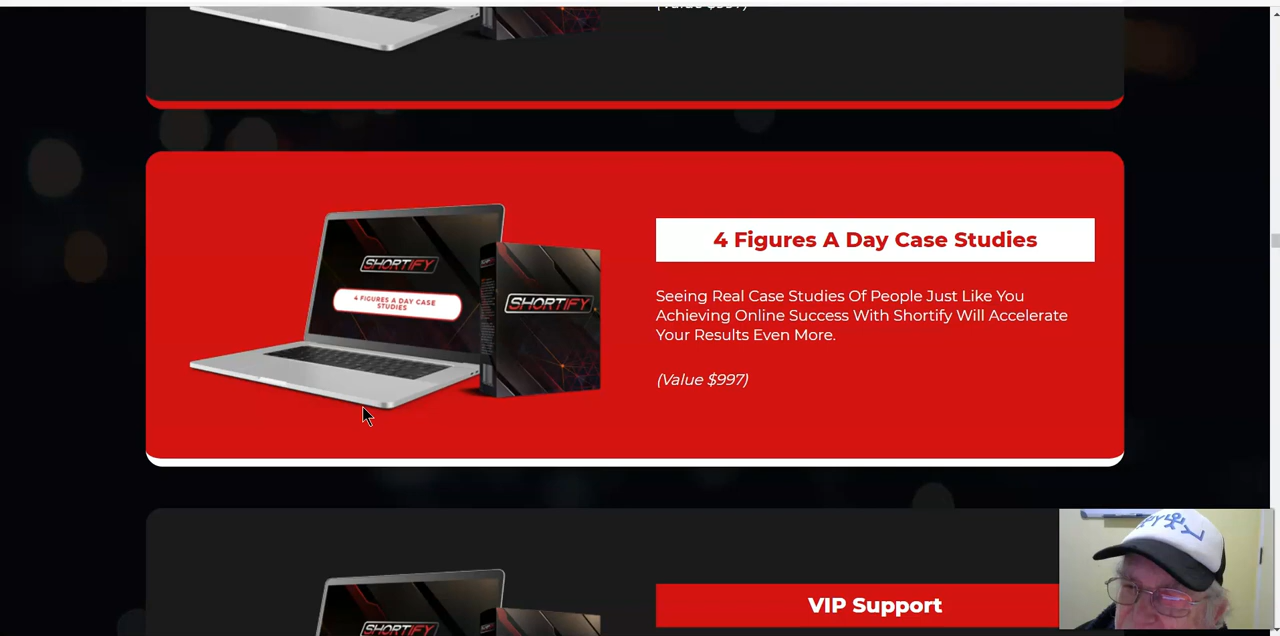 4 Figures A Day Case Studies
SHORTIFY
4 FIGURES A DAY CASE
STUDIES
SHORTIFY
Seeing Real Case Studies Of People Just Like You
Achieving Online Success With Shortify Will Accelerate
Your Results Even More.
(Value $997)
VIP Support
SHORTIFY